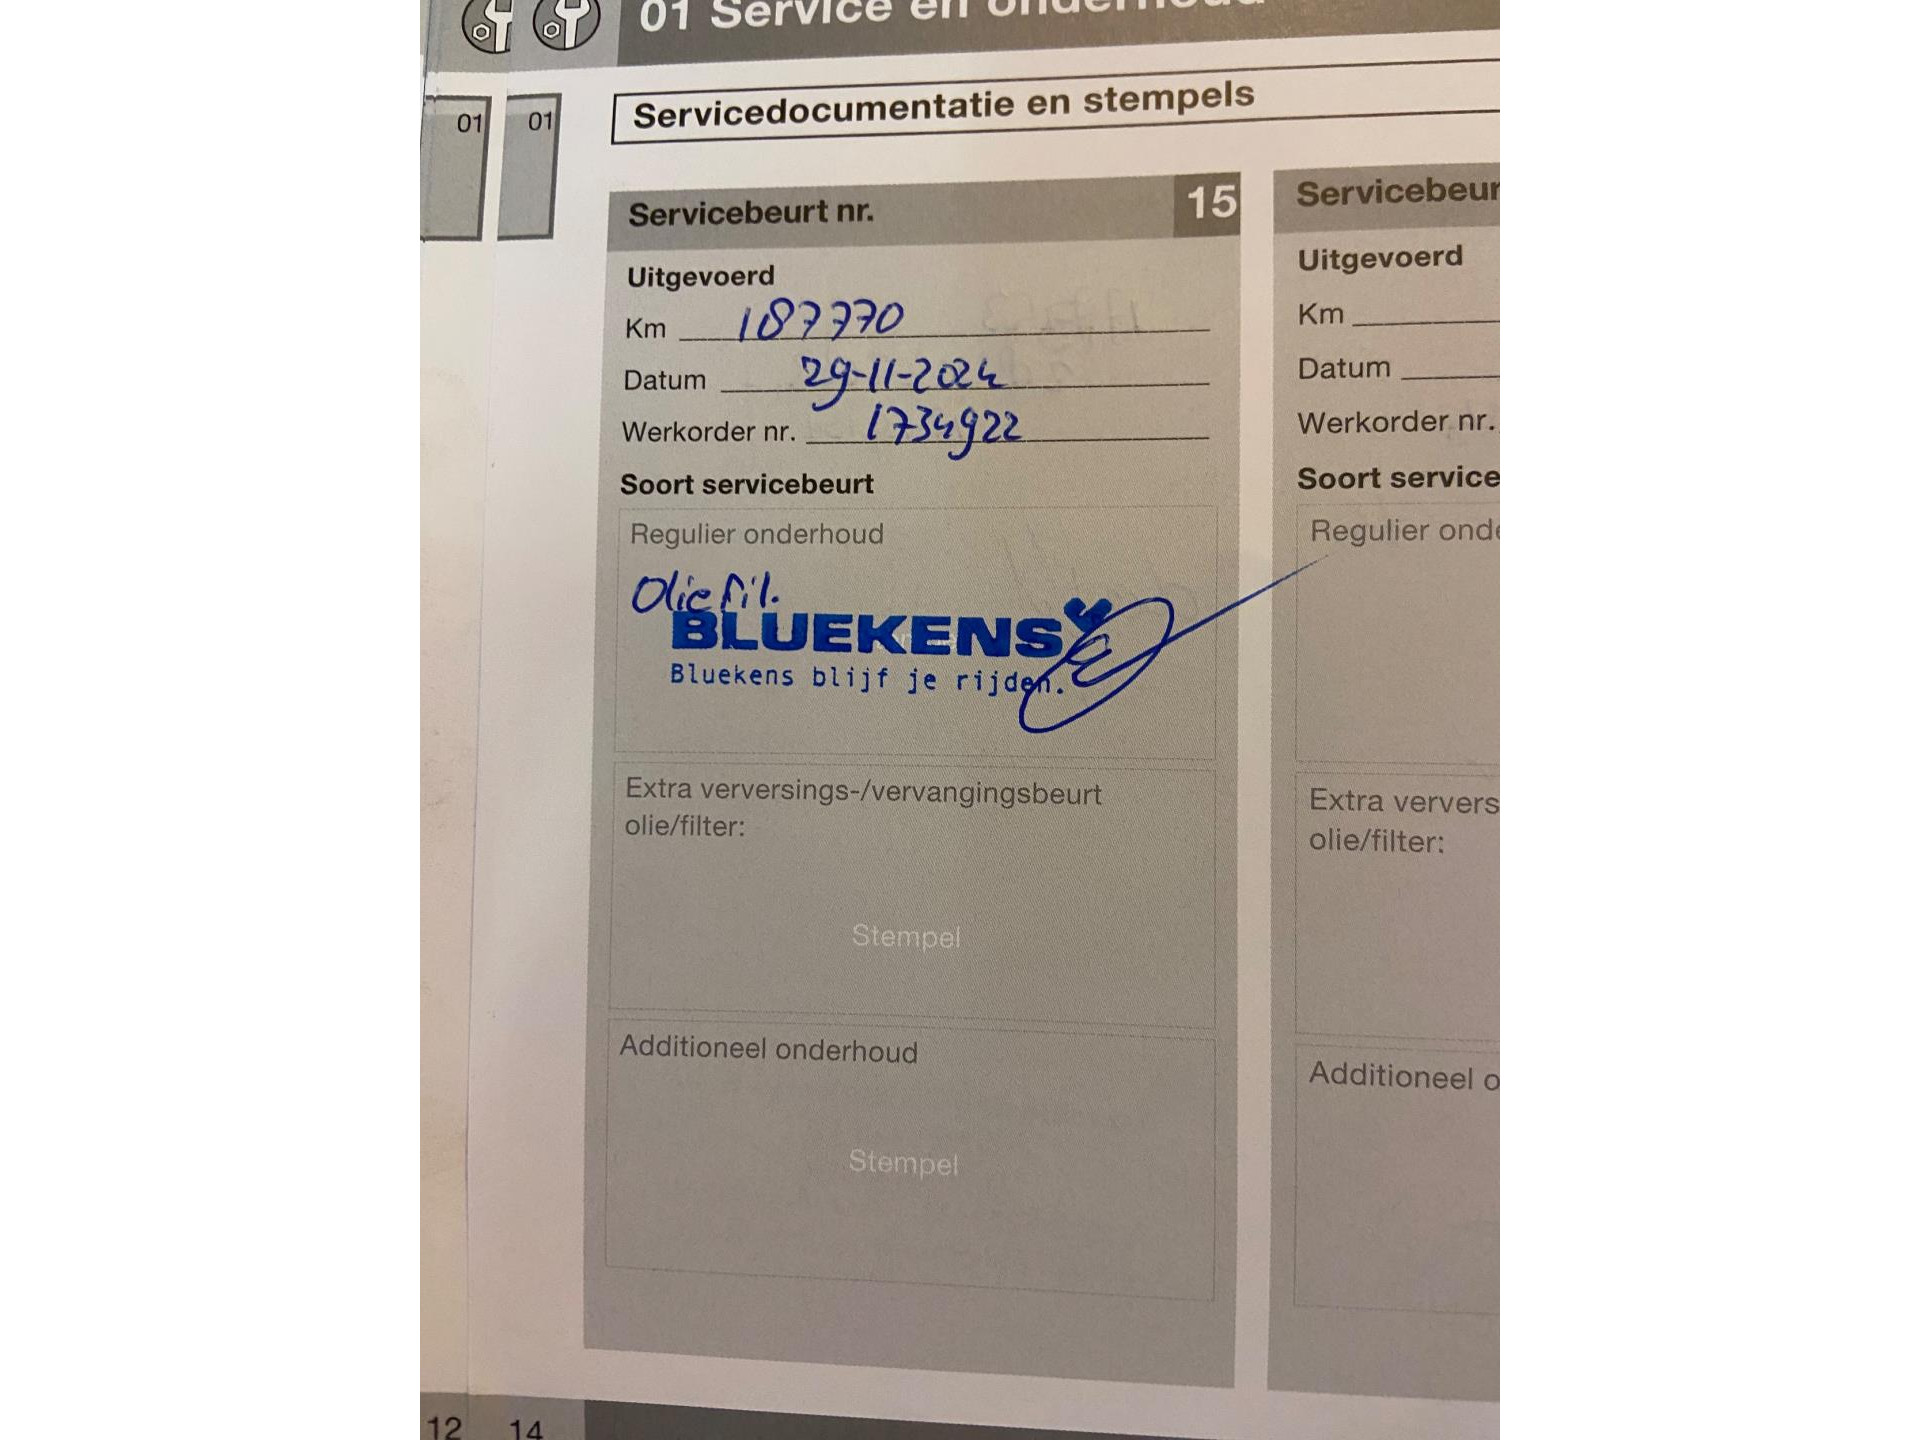 01 Service en onderhoud
01
01
Servicedocumentatie en stempels
Servicebeurt nr. 15
Uitgevoerd
Km 187770
Datum 29-11-2024
Werkorder nr. 1734922
Soort servicebeurt
Regulier onderhoud
Olie fil.
BLUEKENS
Bluekens blijf je rijden.
Extra verversings-/vervangingsbeurt
olie/filter:
Stempel
Additioneel onderhoud
Stempel
Servicebeur
Uitgevoerd
Km
Datum
Werkorder nr.
Soort service
Regulier onde
Extra ververs
olie/filter:
Additioneel o
12
14